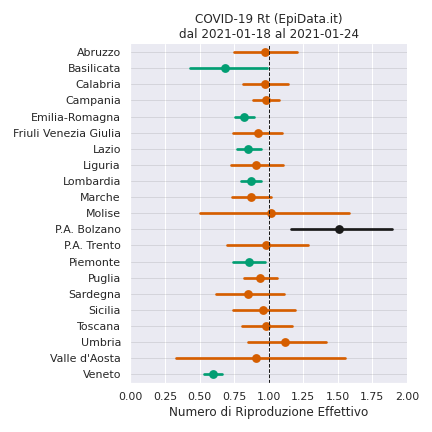 COVID-19 Rt (EpiData.it)
dal 2021-01-18 al 2021-01-24
Abruzzo
Basilicata
Calabria
Campania
Emilia-Romagna
Friuli Venezia Giulia
Lazio
Liguria
Lombardia
Marche
Molise
P.A. Bolzano
P.A. Trento
Piemonte
Puglia
Sardegna
Sicilia
Toscana
Umbria
Valle d'Aosta
Veneto
0.00 0.25 0.50 0.75 1.00 1.25 1.50 1.75 2.00
Numero di Riproduzione Effettivo